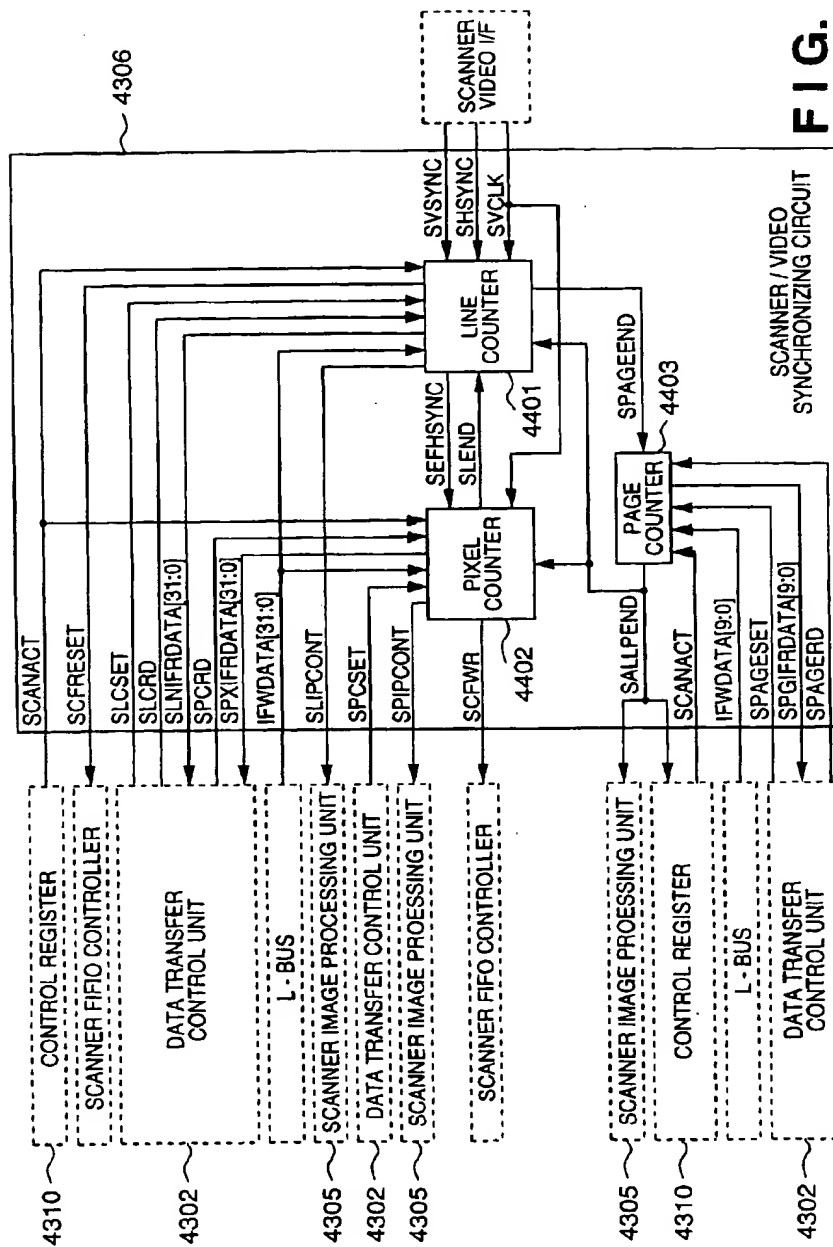 4306
SCANNER
VIDEO I/F
FIG.
SCANACT
SCFRESET
SLCSET
SLCRD
SLNIFRDATA[31:0]
SPCRD
SPXIFRDATA[31:0]
IFWDATA[31:0]
SLIPCONT
SPCSET
SPIPCONT
SCFWR
SVSYNC
SHSYNC
SVCLK
LINE
COUNTER
4401
SEFHSYNC
SLEND
PIXEL
COUNTER
4402
SPAGEEND
4403
PAGE
COUNTER
SCANNER / VIDEO
SYNCHRONIZING CIRCUIT
SALLPEND
SCANACT
IFWDATA[9:0]
SPAGESET
SPGIFRDATA[9:0]
SPAGERD
4310
CONTROL REGISTER
SCANNER FIFIO CONTROLLER
4302
DATA TRANSFER
CONTROL UNIT
L - BUS
4305
SCANNER IMAGE PROCESSING UNIT
4302
DATA TRANSFER CONTROL UNIT
4305
SCANNER IMAGE PROESSING UNIT
SCANNER FIFO CONTROLLER
4305
SCANNER IMAGE PROESSING UNIT
4310
CONTROL REGISTER
L - BUS
4302
DATA TRANSFER
CONTROL UNIT